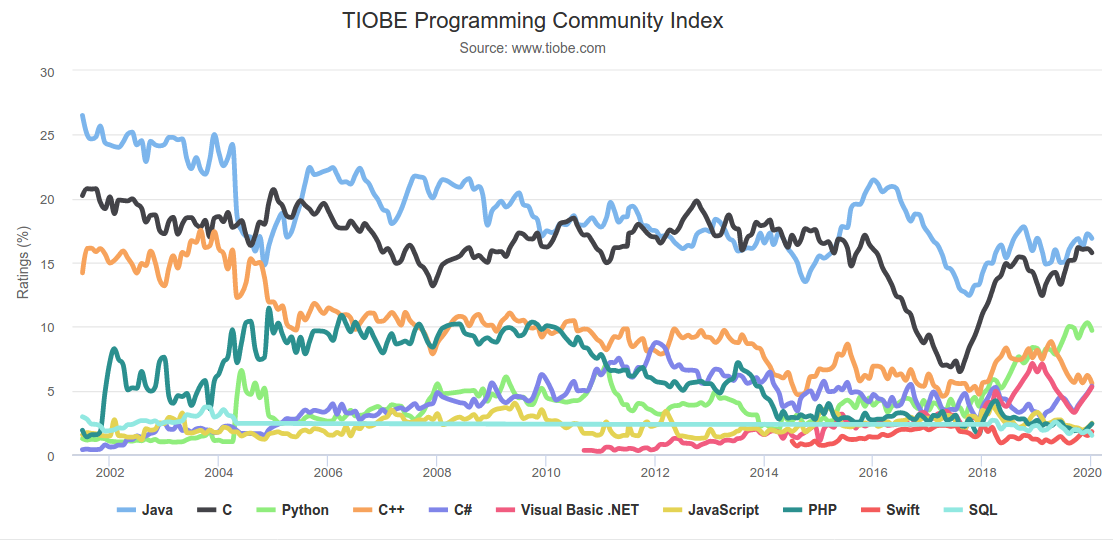 TIOBE Programming Community Index
Source: www.tiobe.com
Ratings (%)
30
25
20
15
10
5
0
2002 2004 2006 2008 2010 2012 2014 2016 2018 2020
Java C Python C++ C# Visual Basic .NET JavaScript PHP Swift SQL